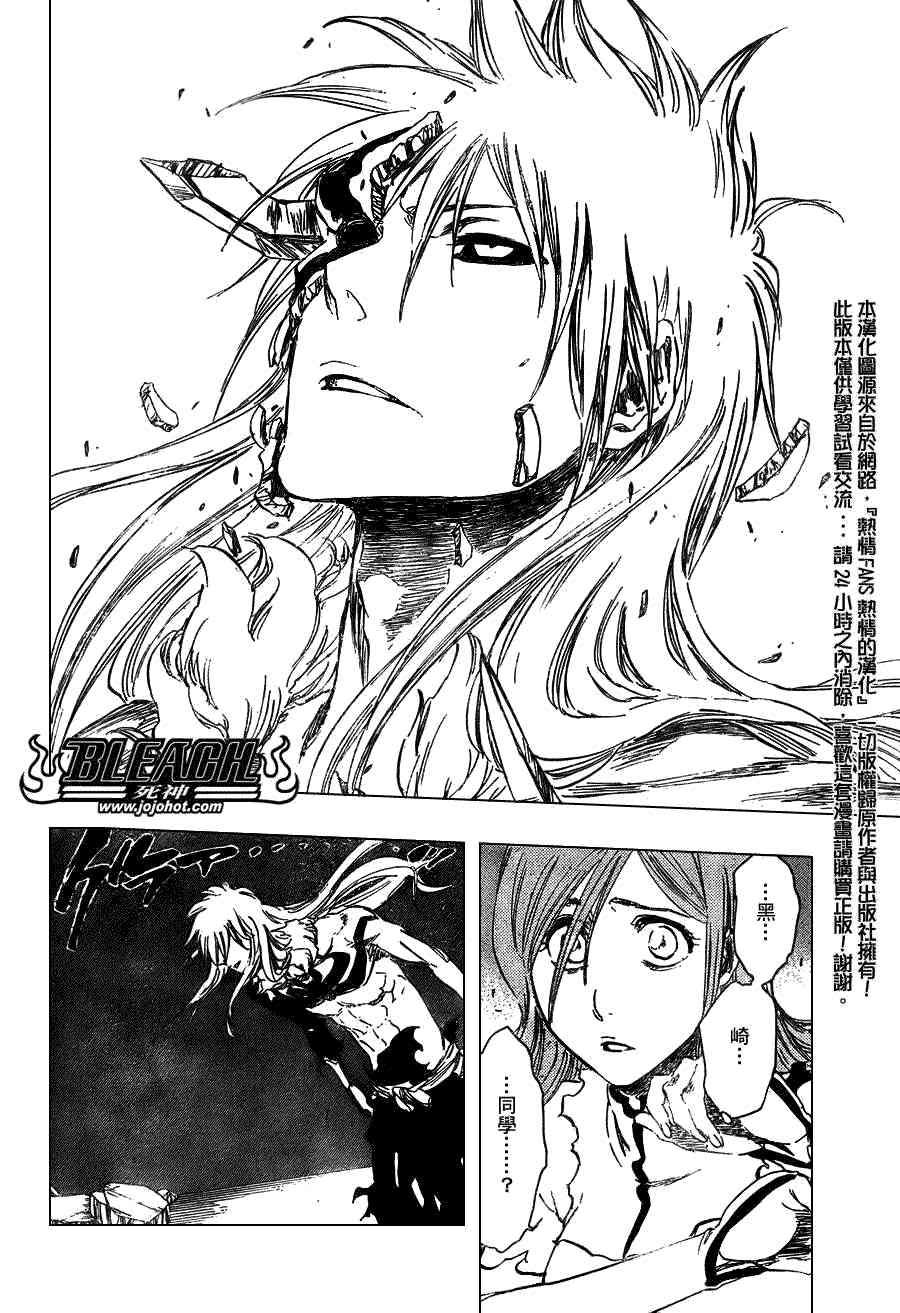 本漢化圖源來自於網路，『熱情FANS熱情的漢化』一切版權歸原作者與出版社擁有！
此版本僅供學習試看交流…請24小時之內消除，喜歡這套漫畫請購買正版！謝謝。
BLEACH
死神
www.jojohot.com
…黑…
崎…
…同學……？